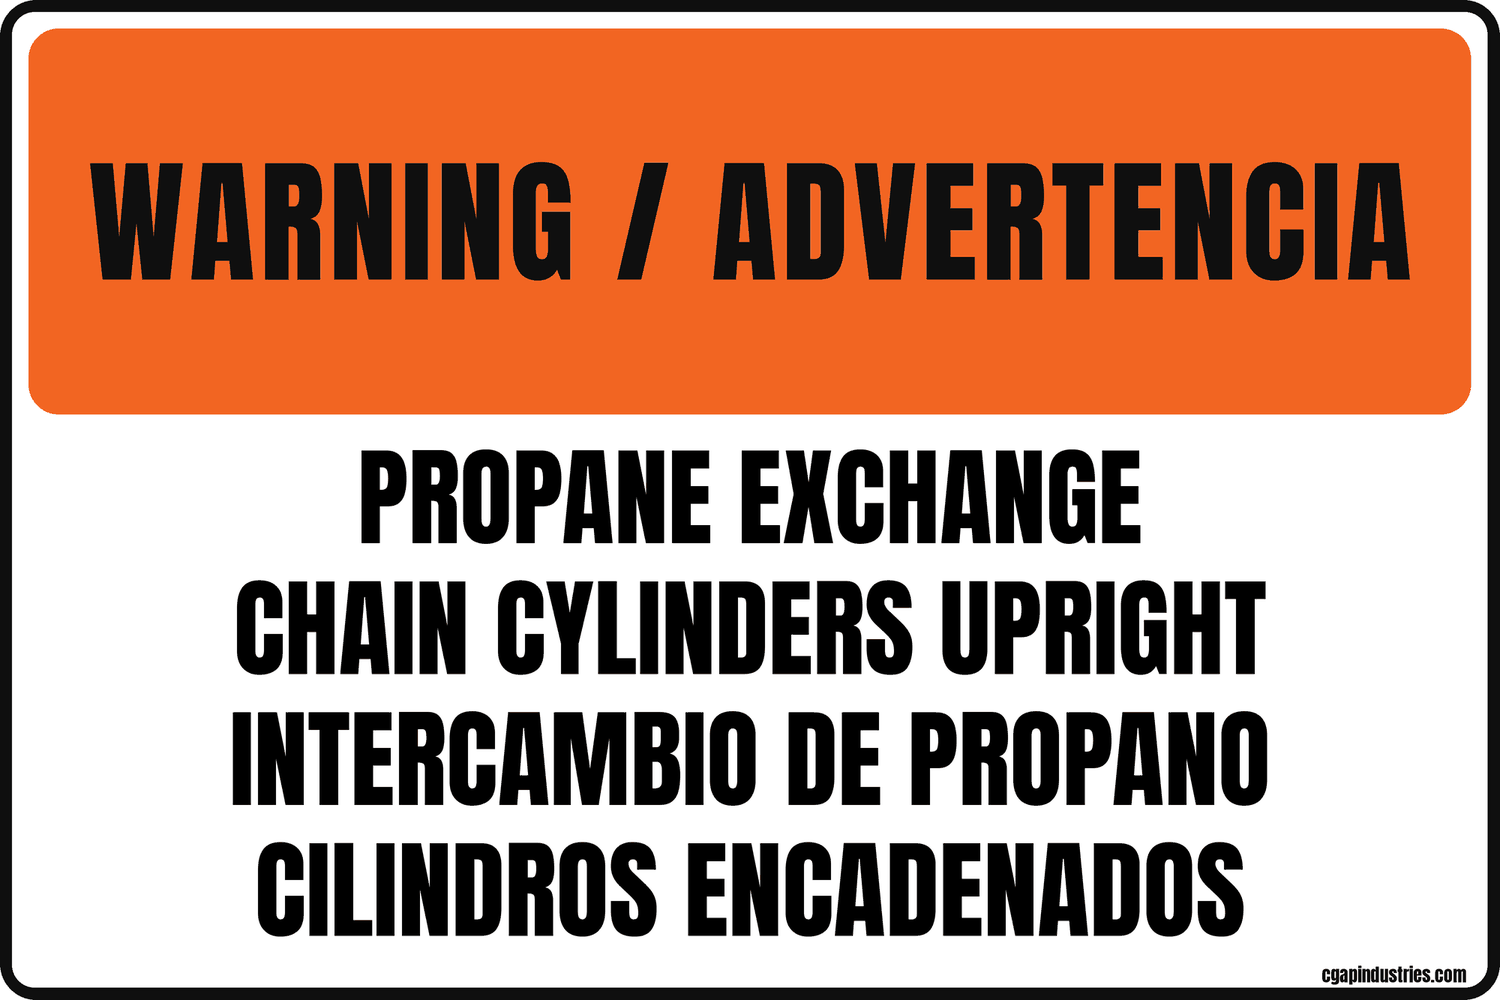 WARNING / ADVERTENCIA
PROPANE EXCHANGE
CHAIN CYLINDERS UPRIGHT
INTERCAMBIO DE PROPANO
CILINDROS ENCADENADOS
cgapindustries.com